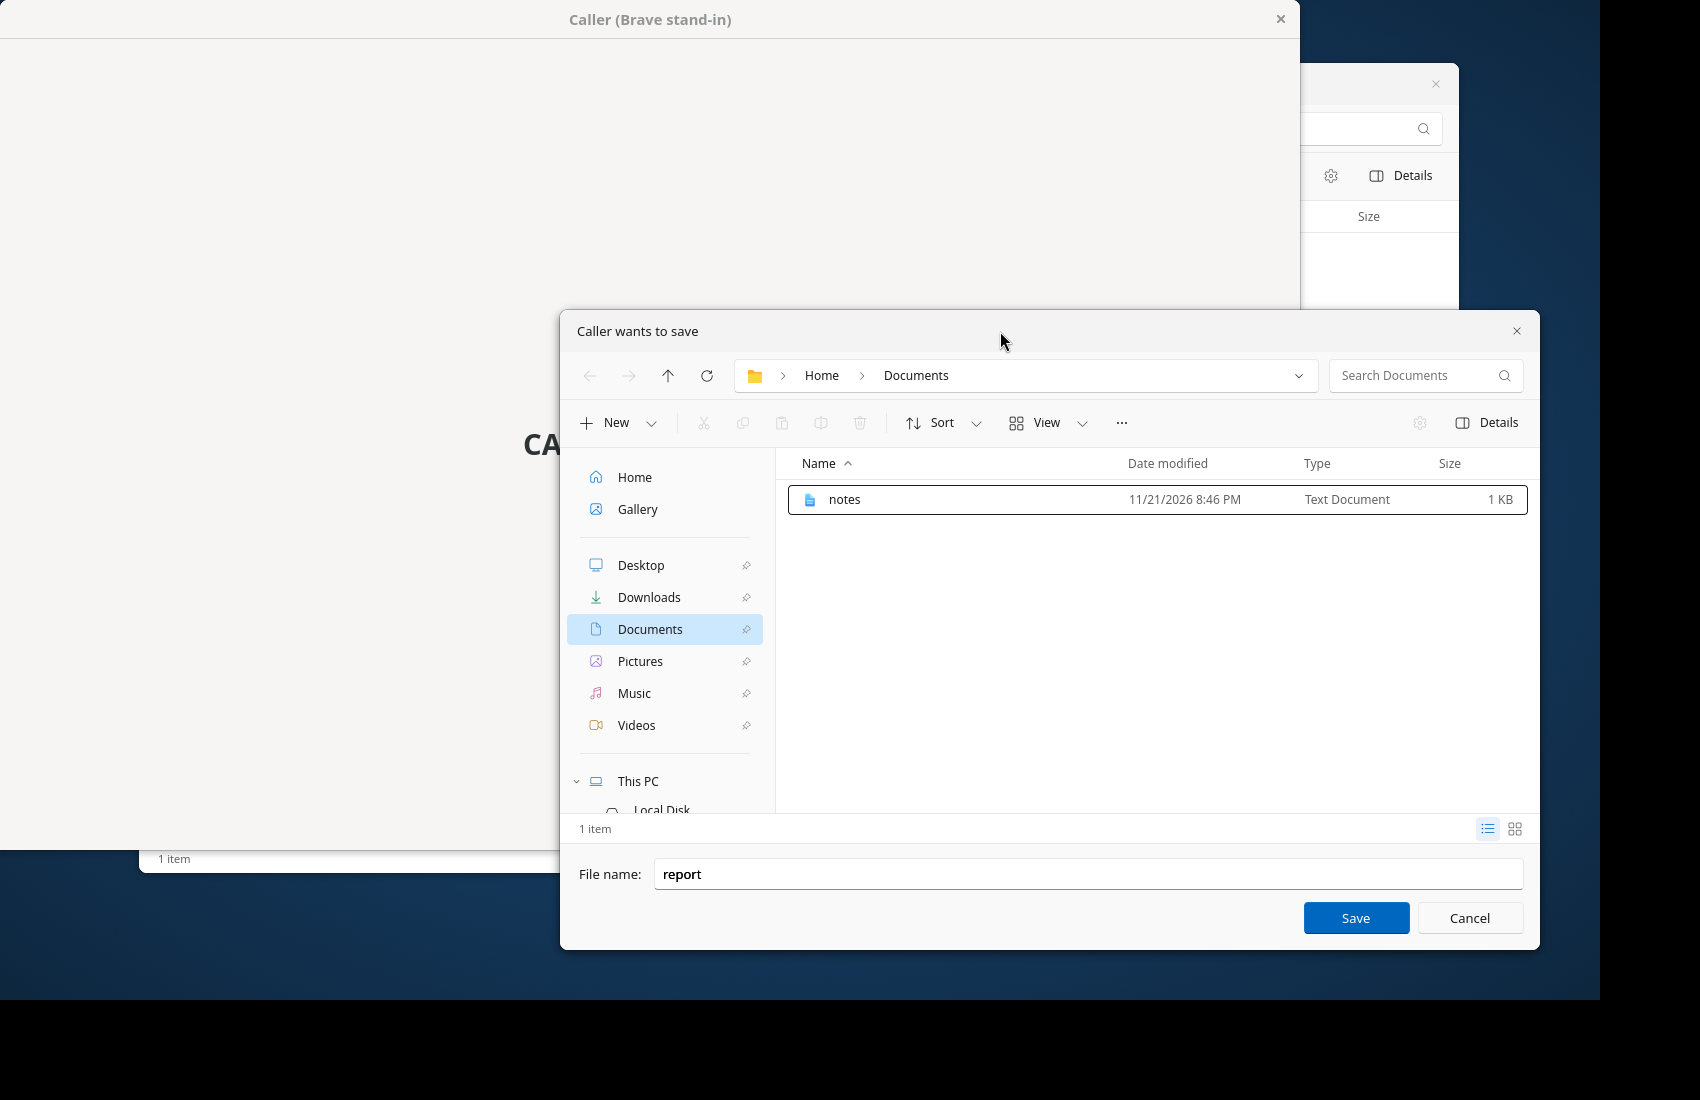 Caller (Brave stand-in)
Details
Size
Caller wants to save
Home
Documents
Search Documents
New
Sort
View
Details
CA
Name
Date modified
Type
Size
Home
notes
11/21/2026 8:46 PM
Text Document
1 KB
Gallery
Desktop
Downloads
Documents
Pictures
Music
Videos
This PC
Local Disk
1 item
1 item
File name:
report
Save
Cancel